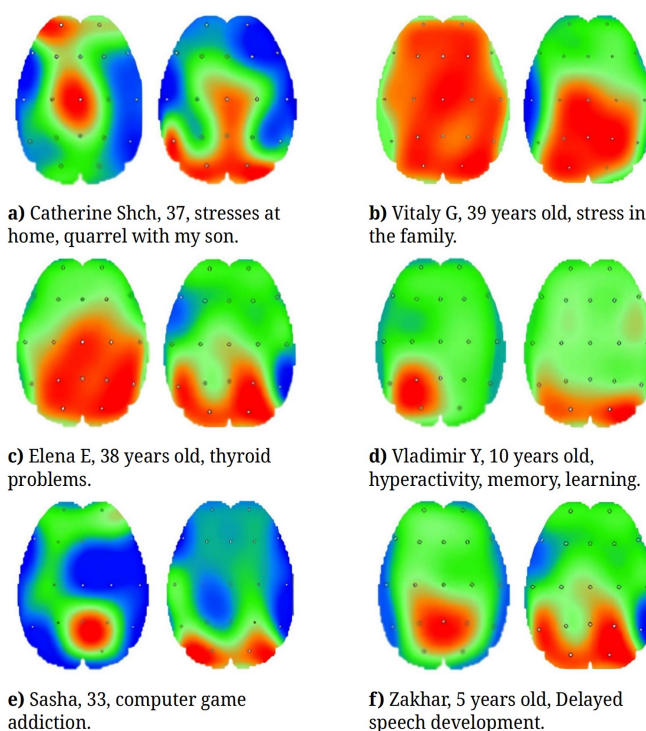 a) Catherine Shch, 37, stresses at
home, quarrel with my son.
b) Vitaly G, 39 years old, stress in
the family.
c) Elena E, 38 years old, thyroid
problems.
d) Vladimir Y, 10 years old,
hyperactivity, memory, learning.
e) Sasha, 33, computer game
addiction.
f) Zakhar, 5 years old, Delayed
speech development.